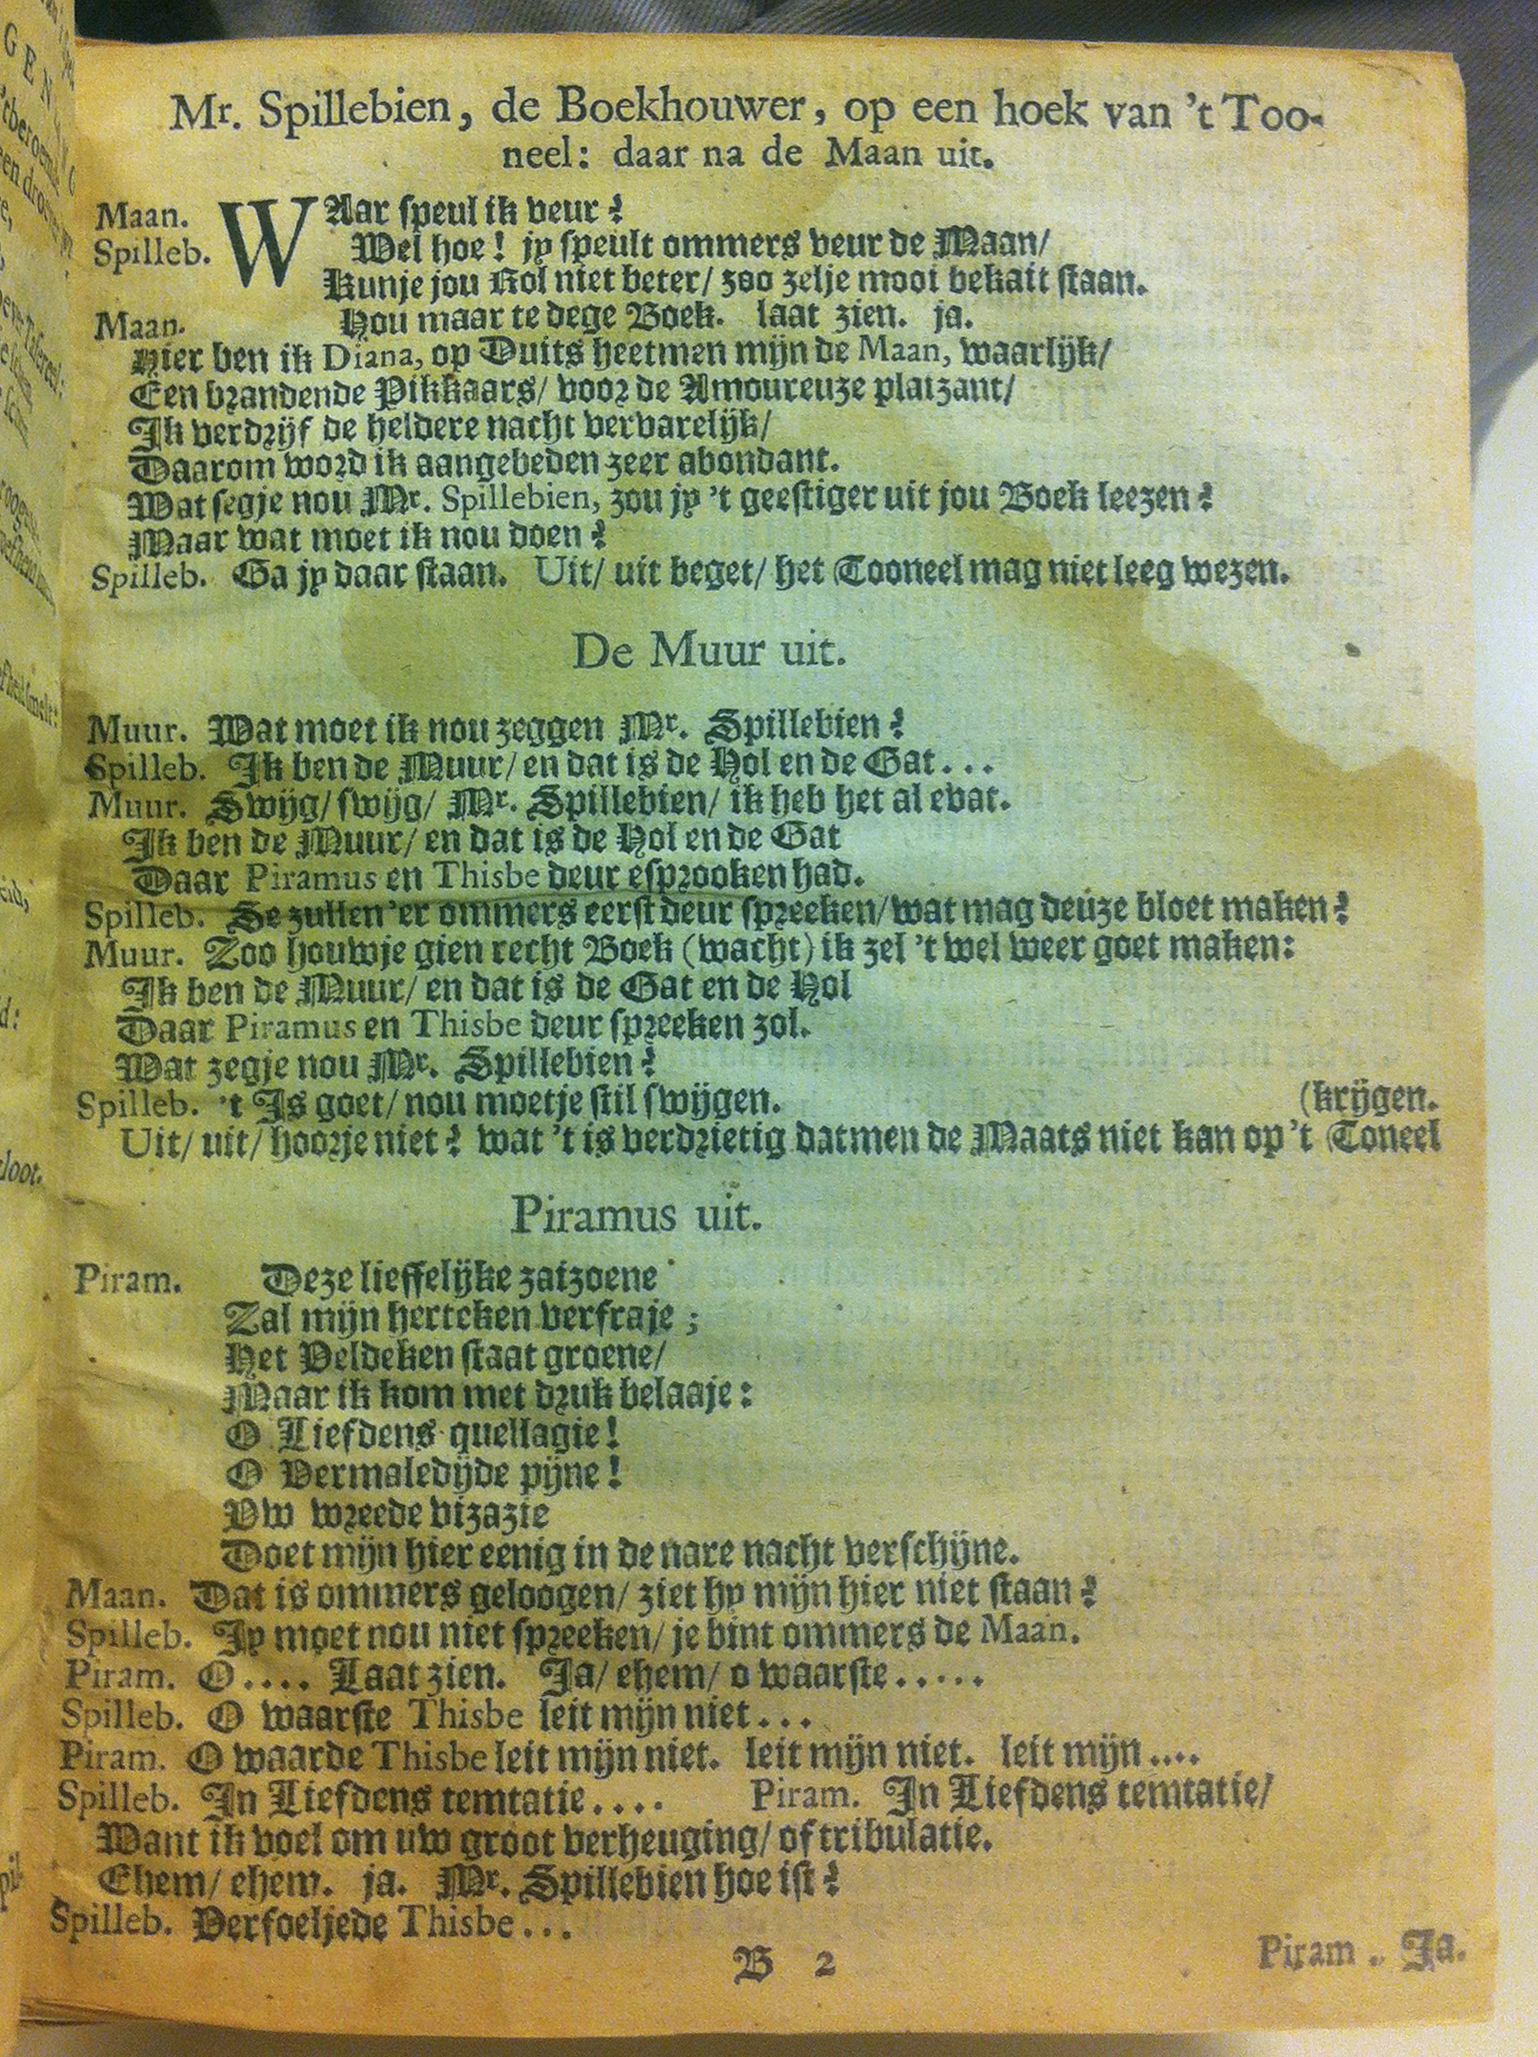 Mr. Spillebien, de Boekhouwer, op een hoek van 't Too-
neel: daar na de Maan uit.
Maan. WAar speul ik veur?
Spilleb. Wel hoe! jy speult ommers veur de Maan/
Kunje jou Rol niet beter/ zoo zelje mooi bekait staan.
Maan. Hou maar te dege Boek. laat zien. ja.
Hier ben ik Diana, op Duits heetmen mijn de Maan, waarlijk/
Een brandende Pikkaars/ voor de Amoureuze plaizant/
Ik verdrijf de heldere nacht vervarelijk/
Daarom word ik aangebeden zeer abondant.
Wat segje nou Mr. Spillebien, zou jy 't geestiger uit jou Boek leezen?
Maar wat moet ik nou doen?
Spilleb. Ga jy daar staan. Uit/ uit beget/ het Tooneel mag niet leeg wezen.
De Muur uit.
Muur. Wat moet ik nou zeggen Mr. Spillebien?
Spilleb. Ik ben de Muur/ en dat is de Hol en de Gat...
Muur. Swijg/ swijg/ Mr. Spillebien/ ik heb het al evat.
Ik ben de Muur/ en dat is de Hol en de Gat
Daar Piramus en Thisbe deur esprooken had.
Spilleb. Se zullen 'er ommers eerst deur spreeken/ wat mag deuze bloet maken?
Muur. Zoo houwje gien recht Boek (wacht) ik zel 't wel weer goet maken:
Ik ben de Muur/ en dat is de Gat en de Hol
Daar Piramus en Thisbe deur spreeken zol.
Wat zegje nou Mr. Spillebien?
Spilleb. 't Is goet/ nou moetje stil swijgen. (krijgen.
Uit/ uit/ hoorje niet? wat 't is verdrietig datmen de Maats niet kan op 't Toneel
Piramus uit.
Piram. Deze lieffelijke zaizoene
Zal mijn herteken verfraje;
Het Veldeken staat groene/
Maar ik kom met druk belaaje:
O Liefdens quellagie!
O Vermaledijde pijne!
Uw wreede vizazie
Doet mijn hier eenig in de nare nacht verschijne.
Maan. Dat is ommers geloogen/ ziet hy mijn hier niet staan?
Spilleb. Jy moet nou niet spreeken/ je bint ommers de Maan.
Piram. O.... Laat zien. Ja/ ehem/ o waarste.....
Spilleb. O waarste Thisbe leit mijn niet...
Piram. O waarde Thisbe leit mijn niet. leit mijn niet. leit mijn....
Spilleb. In Liefdens temtatie.... Piram. In Liefdens temtatie/
Want ik voel om uw groot verheuging/ of tribulatie.
Ehem/ ehem. ja. Mr. Spillebien hoe ist?
Spilleb. Verfoeljede Thisbe...
B 2 Piram. Ja.